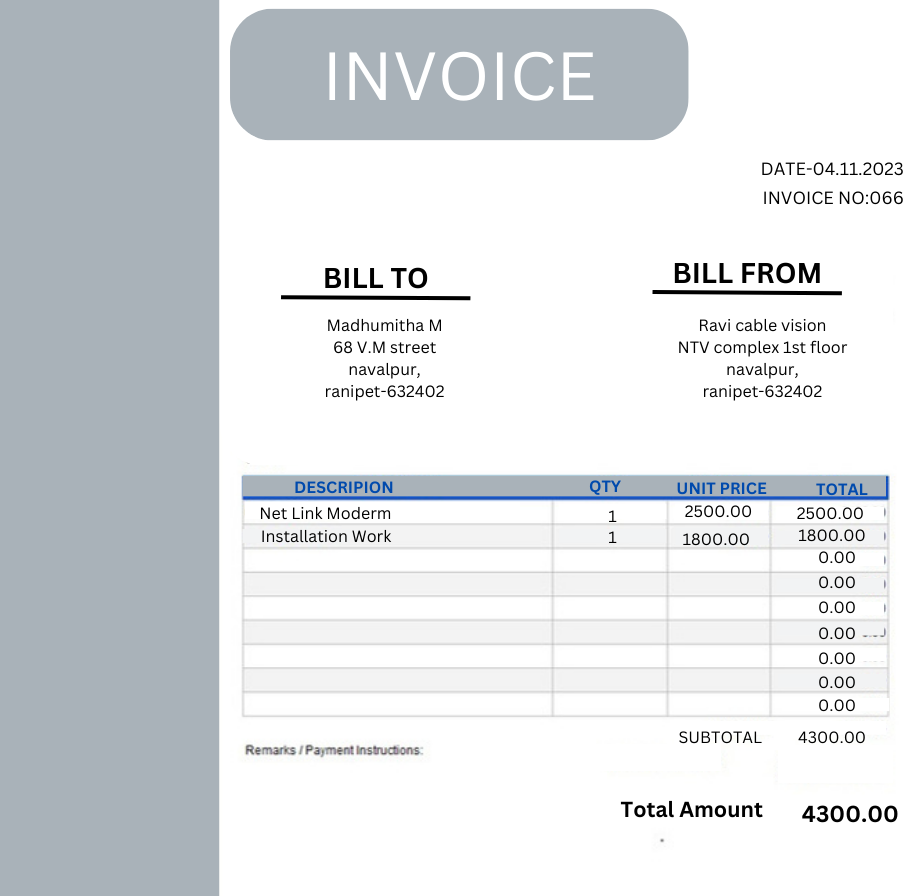 INVOICE
DATE-04.11.2023
INVOICE NO:066
BILL TO
Madhumitha M
68 V.M street
navalpur,
ranipet-632402
BILL FROM
Ravi cable vision
NTV complex 1st floor
navalpur,
ranipet-632402
DESCRIPION QTY UNIT PRICE TOTAL
Net Link Moderm 1 2500.00 2500.00
Installation Work 1 1800.00 1800.00
0.00
0.00
0.00
0.00
0.00
0.00
0.00
SUBTOTAL 4300.00
Remarks / Payment Instructions:
Total Amount 4300.00